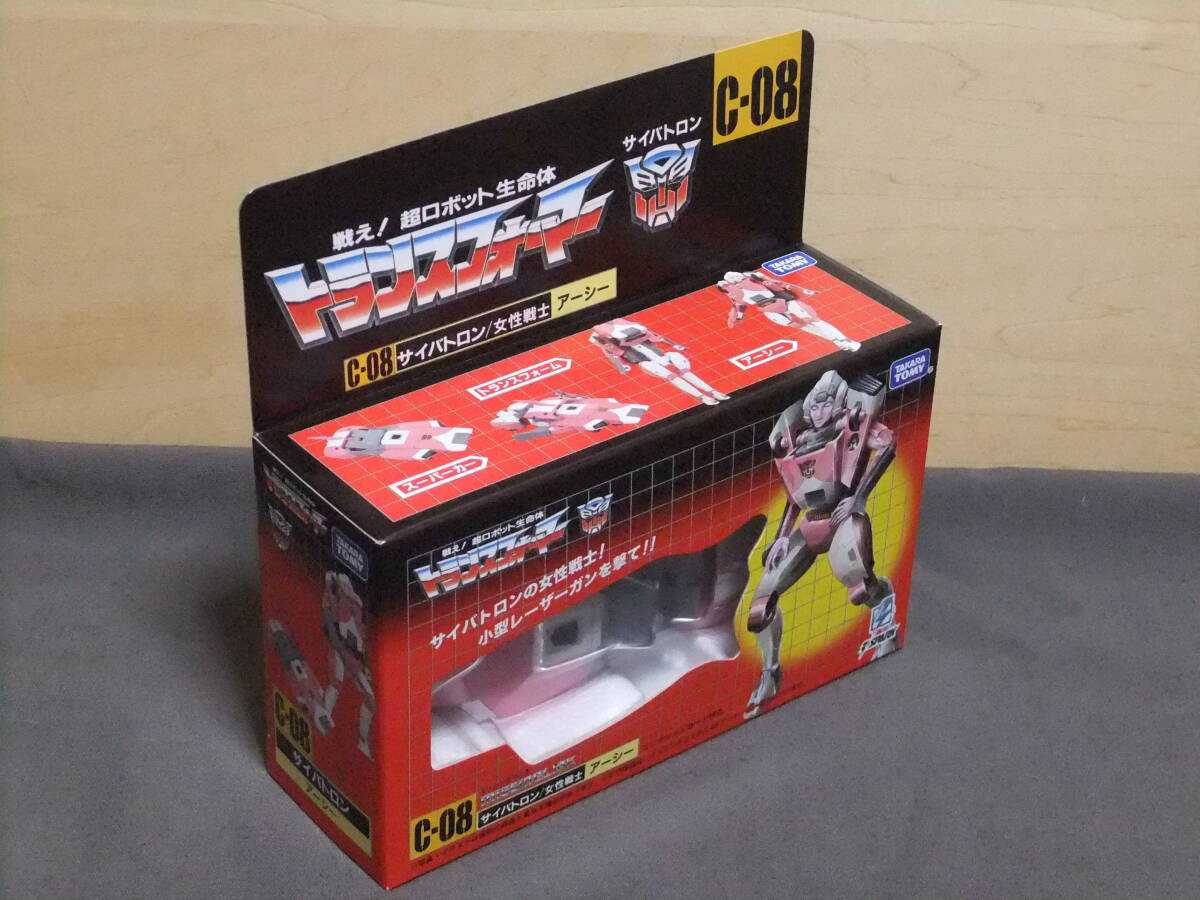 C-08
サイバトロン
戦え!超ロボット生命体
トランスフォーマー
C-08 サイバトロン/女性戦士 アーシー
TAKARA TOMY
アーシー
トランスフォーム
スーパーカー
TAKARA TOMY
戦え!超ロボット生命体
トランスフォーマー
サイバトロンの女性戦士!
小型レーザーガンを撃て!!
C-08 サイバトロン/女性戦士 アーシー
TAKARA TOMY
C-08
サイバトロン
アーシー